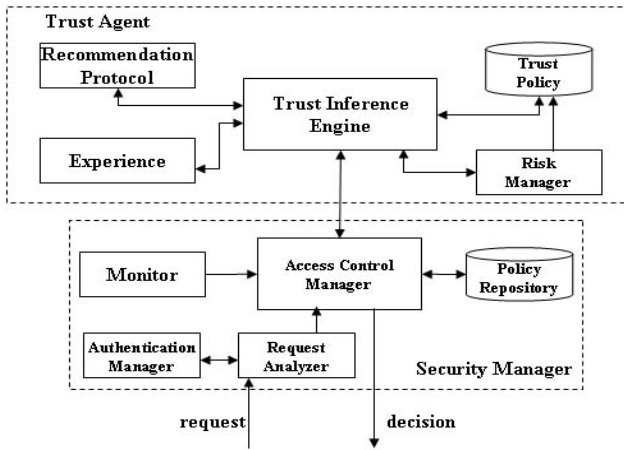 Trust Agent
Recommendation
Protocol
Trust Inference
Engine
Trust
Policy
Experience
Risk
Manager
Monitor
Access Control
Manager
Policy
Repository
Authentication
Manager
Request
Analyzer
Security Manager
request
decision